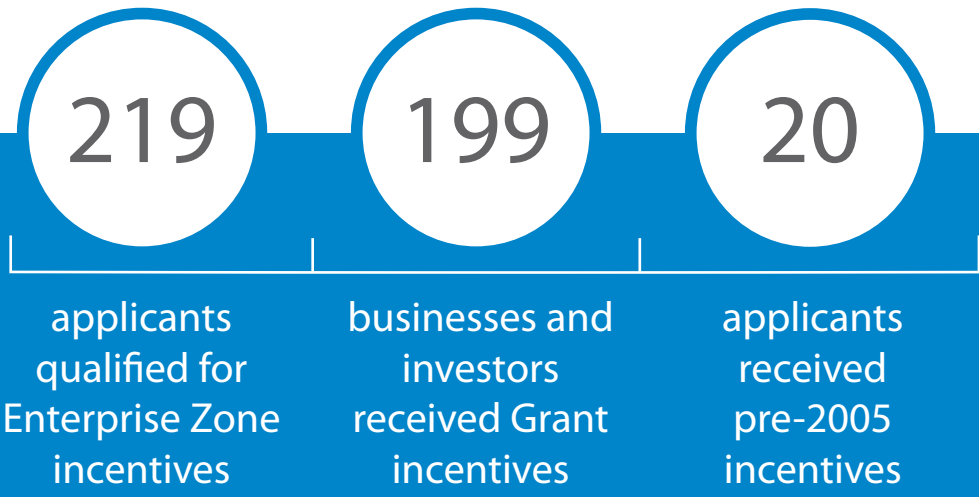 219
applicants
qualified for
Enterprise Zone
incentives
199
businesses and
investors
received Grant
incentives
20
applicants
received
pre-2005
incentives